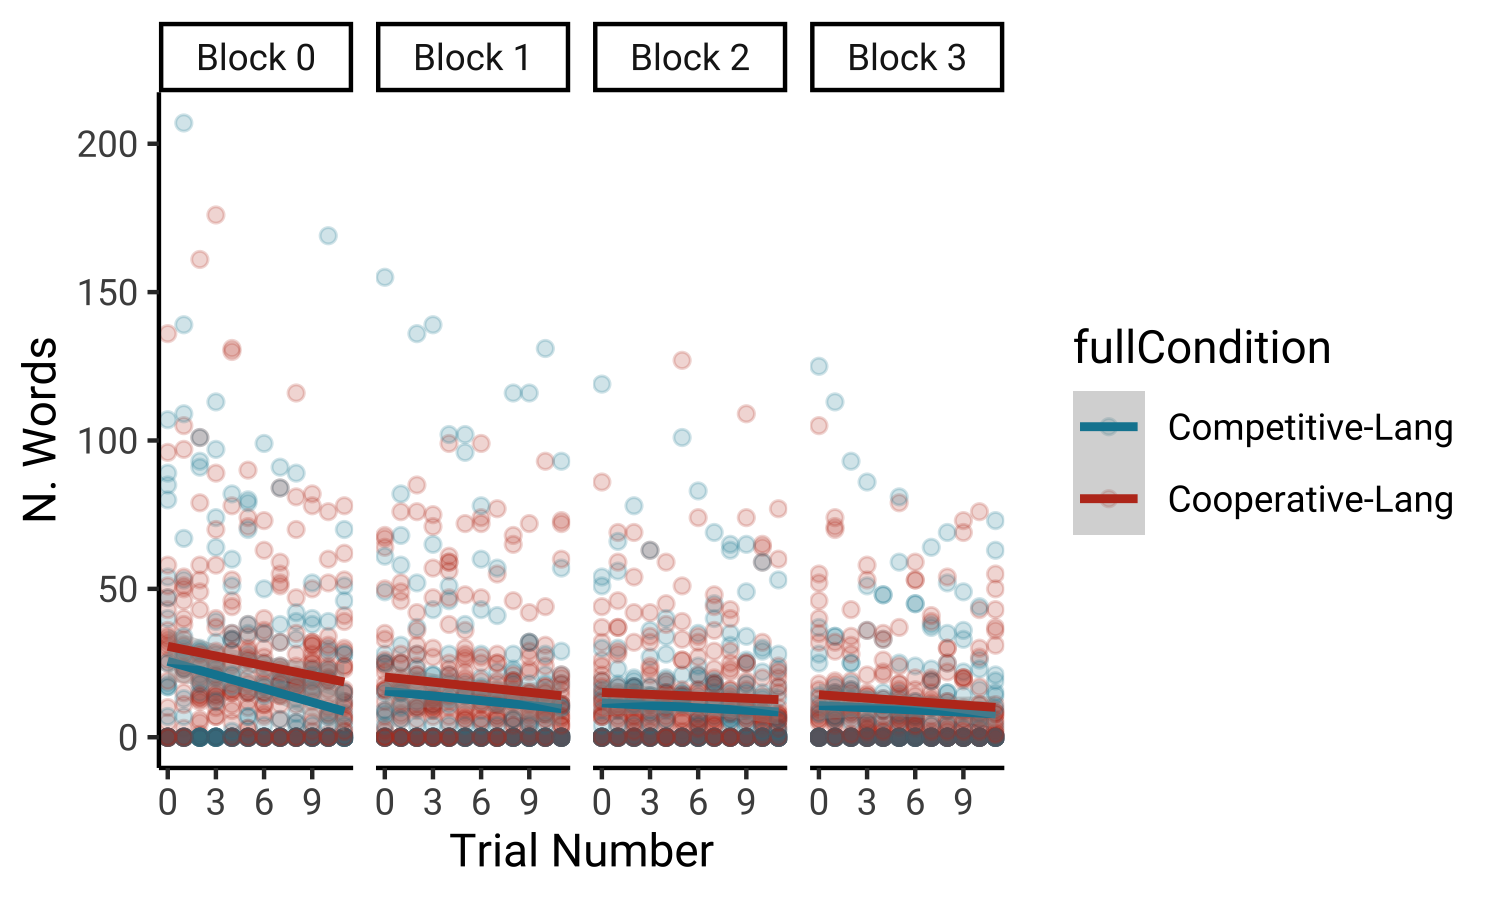 Block 0 Block 1 Block 2 Block 3
200
150
100
50
0
N. Words
0 3 6 9 0 3 6 9 0 3 6 9 0 3 6 9
Trial Number
fullCondition
Competitive-Lang
Cooperative-Lang